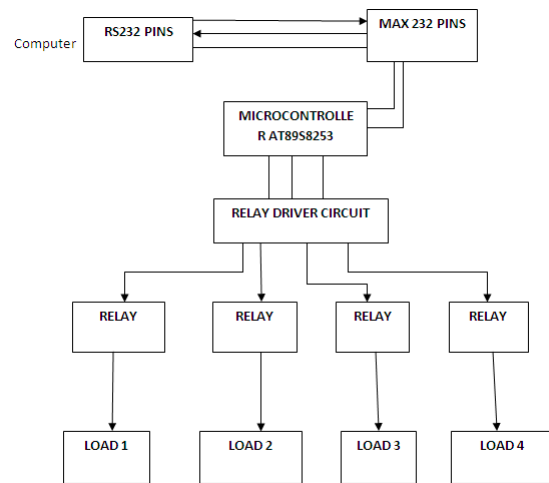 Computer
RS232 PINS
MAX 232 PINS
MICROCONTROLLE
R AT89S8253
RELAY DRIVER CIRCUIT
RELAY
RELAY
RELAY
RELAY
LOAD 1
LOAD 2
LOAD 3
LOAD 4